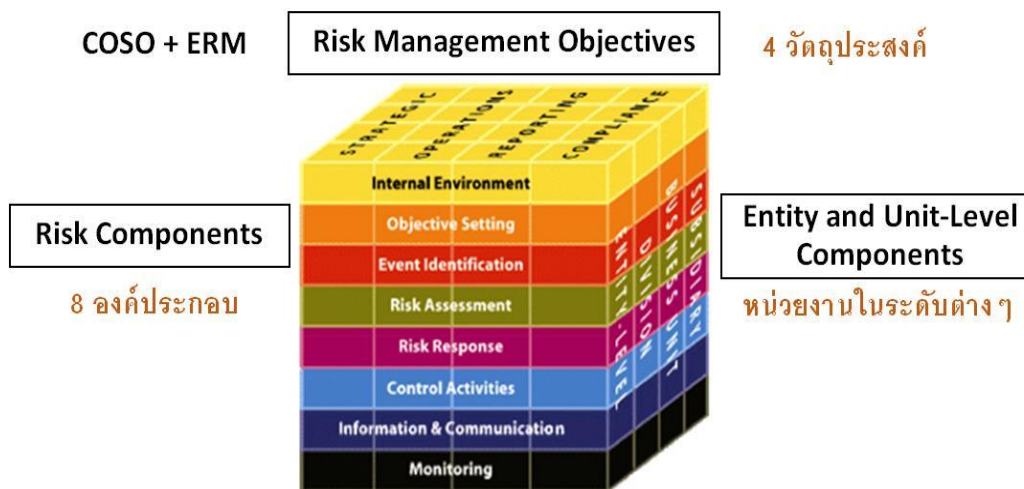 COSO + ERM
Risk Management Objectives
4 วัตถุประสงค์
STRATEGIC
OPERATIONS
REPORTING
COMPLIANCE
Internal Environment
Objective Setting
Event Identification
Risk Assessment
Risk Response
Control Activities
Information & Communication
Monitoring
Risk Components
8 องค์ประกอบ
ENTITY-LEVEL
DIVISION
BUSINESS UNIT
SUBSIDIARY
Entity and Unit-Level
Components
หน่วยงานในระดับต่างๆ